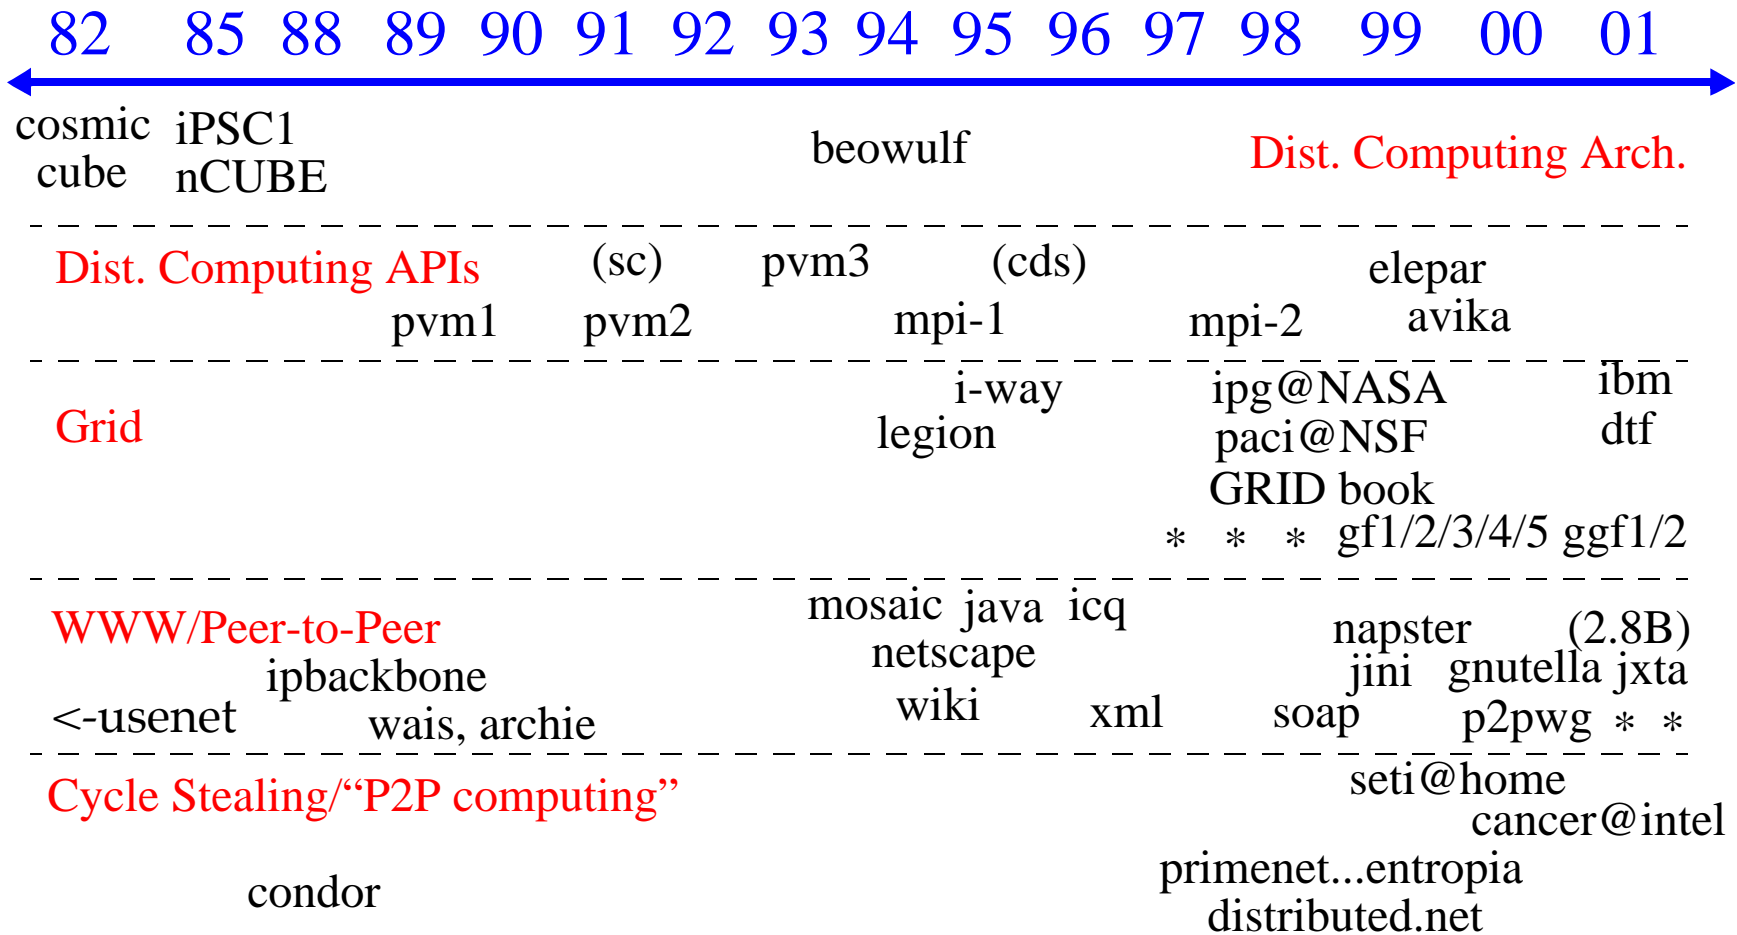 82 85 88 89 90 91 92 93 94 95 96 97 98 99 00 01
cosmic iPSC1
cube nCUBE
beowulf
Dist. Computing Arch.
Dist. Computing APIs
(sc) pvm3 (cds) elepar
pvm1 pvm2 mpi-1 mpi-2 avika
i-way ipg@NASA ibm
Grid legion paci@NSF dtf
GRID book
* * * gf1/2/3/4/5 ggf1/2
mosaic java icq
WWW/Peer-to-Peer napster (2.8B)
netscape
ipbackbone jini gnutella jxta
<-usenet wais, archie wiki xml soap p2pwg * *
seti@home
Cycle Stealing/“P2P computing”
cancer@intel
primenet...entropia
condor
distributed.net